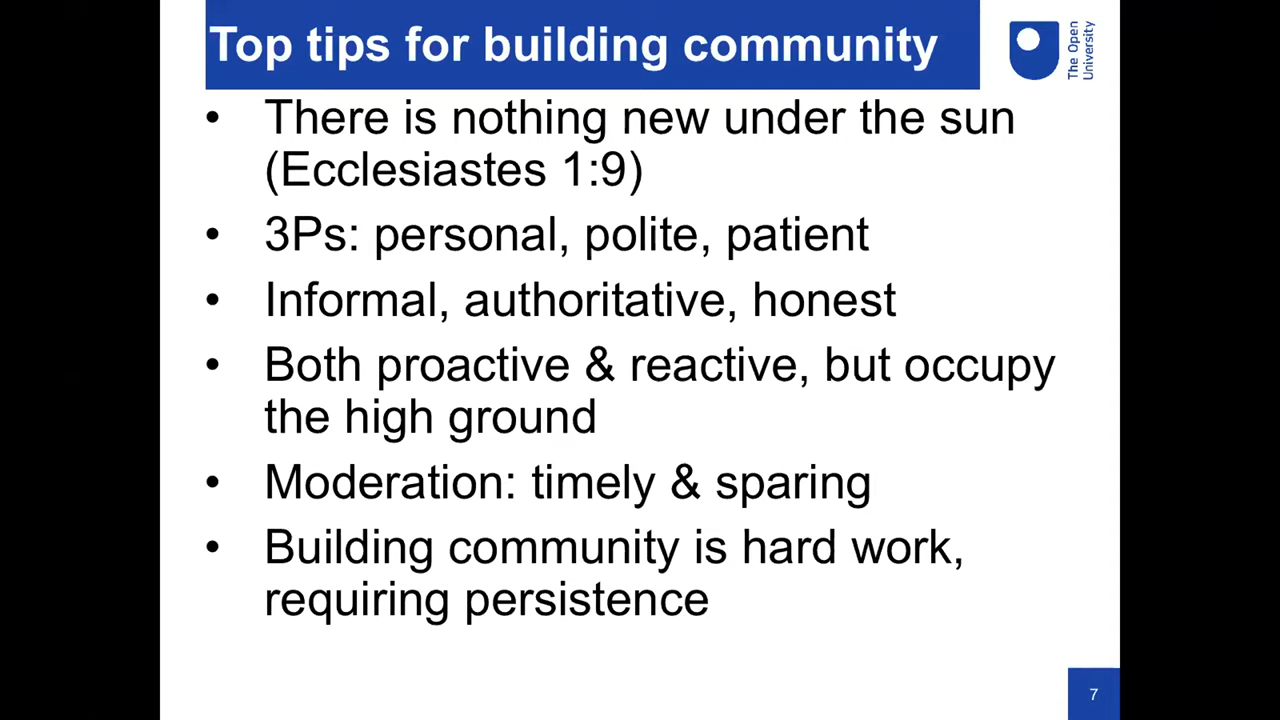 Top tips for building community
The Open
University
• There is nothing new under the sun
(Ecclesiastes 1:9)
• 3Ps: personal, polite, patient
• Informal, authoritative, honest
• Both proactive & reactive, but occupy
the high ground
• Moderation: timely & sparing
• Building community is hard work,
requiring persistence
7